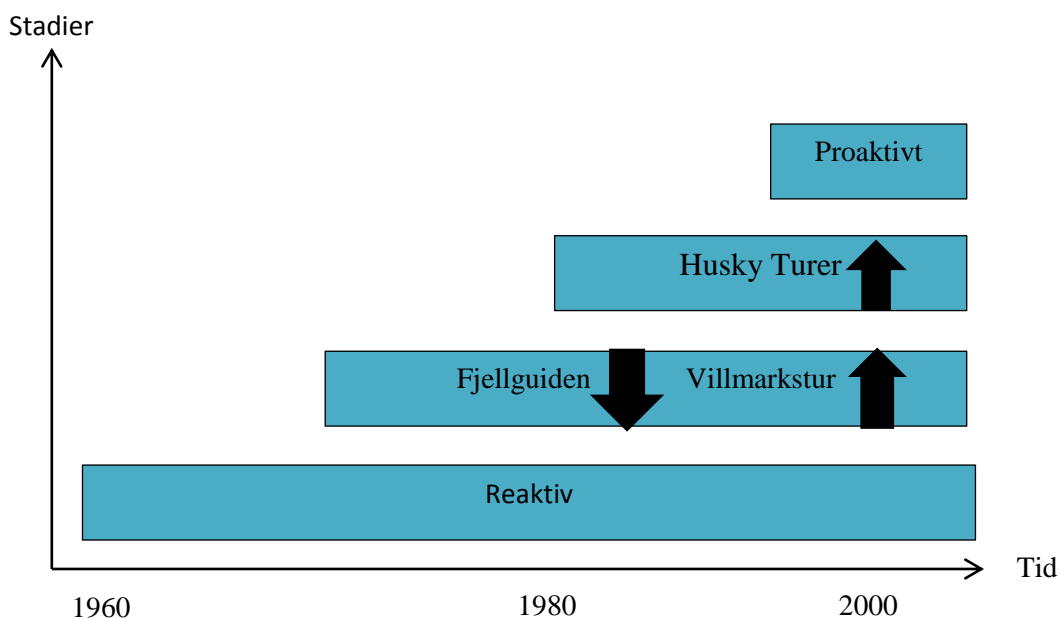 Stadier
Proaktivt
Husky Turer
Fjellguiden Villmarkstur
Reaktiv
Tid
1960 1980 2000